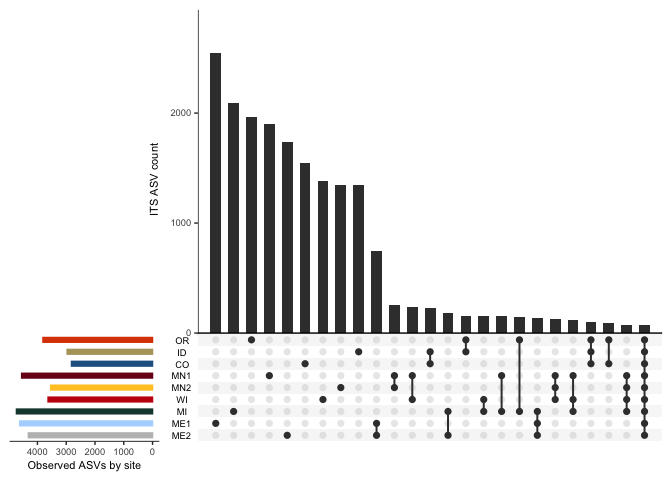 2000
1000
0
ITS ASV count
OR
ID
CO
MN1
MN2
WI
MI
ME1
ME2
4000 3000 2000 1000 0
Observed ASVs by site